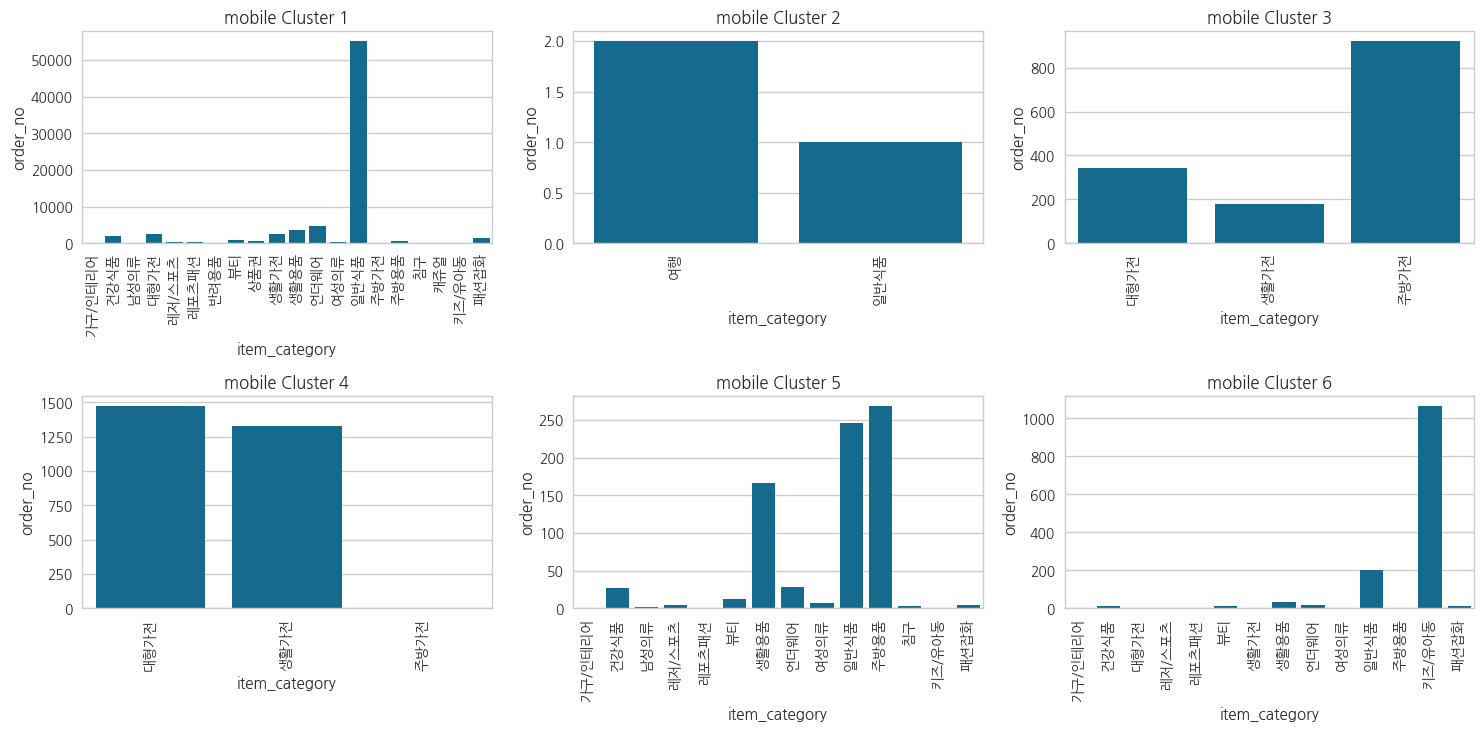 mobile Cluster 1
order_no
50000
40000
30000
20000
10000
0
가구/인테리어
건강식품
남성의류
대형가전
레저/스포츠
레포츠패션
반려용품
뷰티
상품권
생활가전
생활용품
언더웨어
여성의류
일반식품
주방가전
주방용품
침구
캐쥬얼
키즈/유아동
패션잡화
item_category
mobile Cluster 2
order_no
2.0
1.5
1.0
0.5
0.0
여행
일반식품
item_category
mobile Cluster 3
order_no
800
600
400
200
0
대형가전
생활가전
주방가전
item_category
mobile Cluster 4
order_no
1500
1250
1000
750
500
250
0
대형가전
생활가전
주방가전
item_category
mobile Cluster 5
order_no
250
200
150
100
50
0
가구/인테리어
건강식품
남성의류
레저/스포츠
레포츠패션
뷰티
생활용품
언더웨어
여성의류
일반식품
주방용품
침구
키즈/유아동
패션잡화
item_category
mobile Cluster 6
order_no
1000
800
600
400
200
0
가구/인테리어
건강식품
대형가전
레저/스포츠
레포츠패션
뷰티
생활가전
생활용품
언더웨어
여성의류
일반식품
주방용품
키즈/유아동
패션잡화
item_category